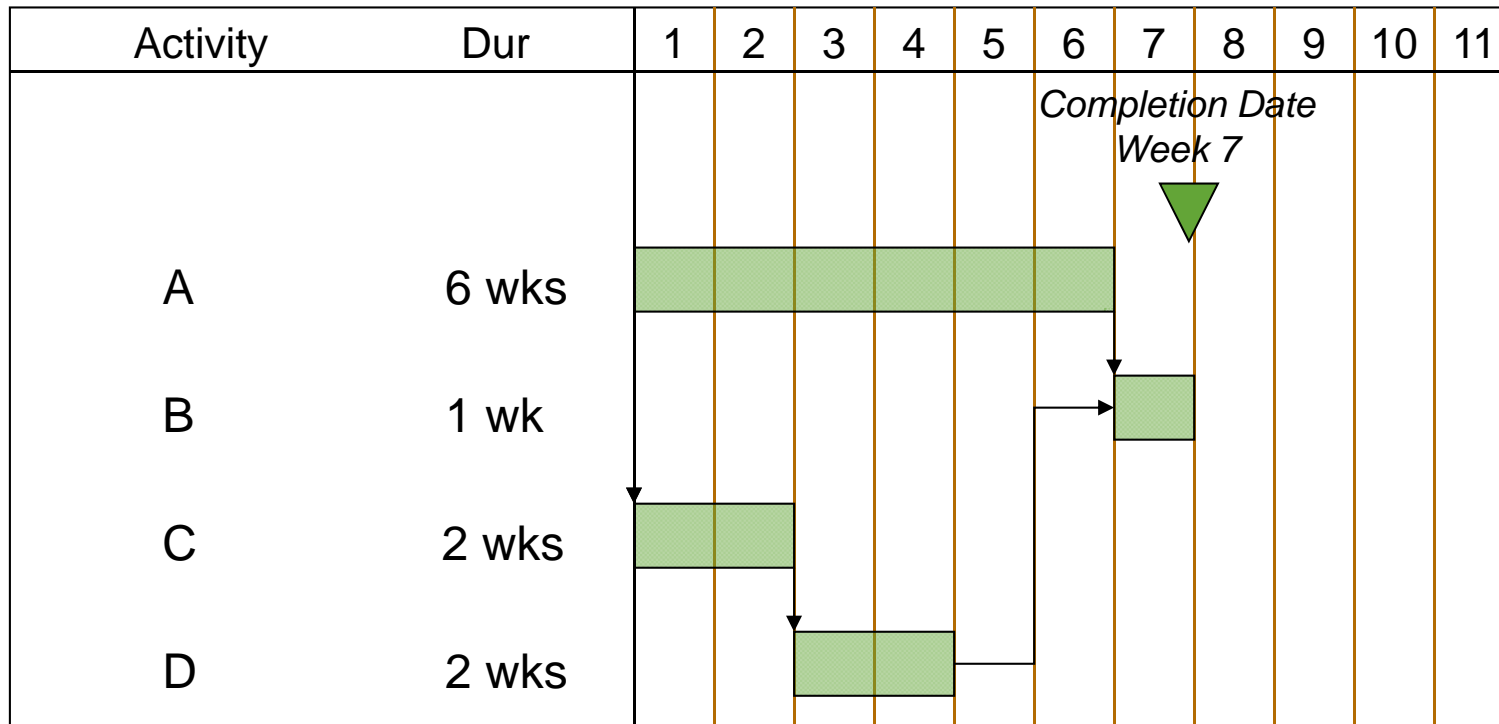 Activity Dur 1 2 3 4 5 6 7 8 9 10 11
Completion Date
Week 7
A 6 wks
B 1 wk
C 2 wks
D 2 wks